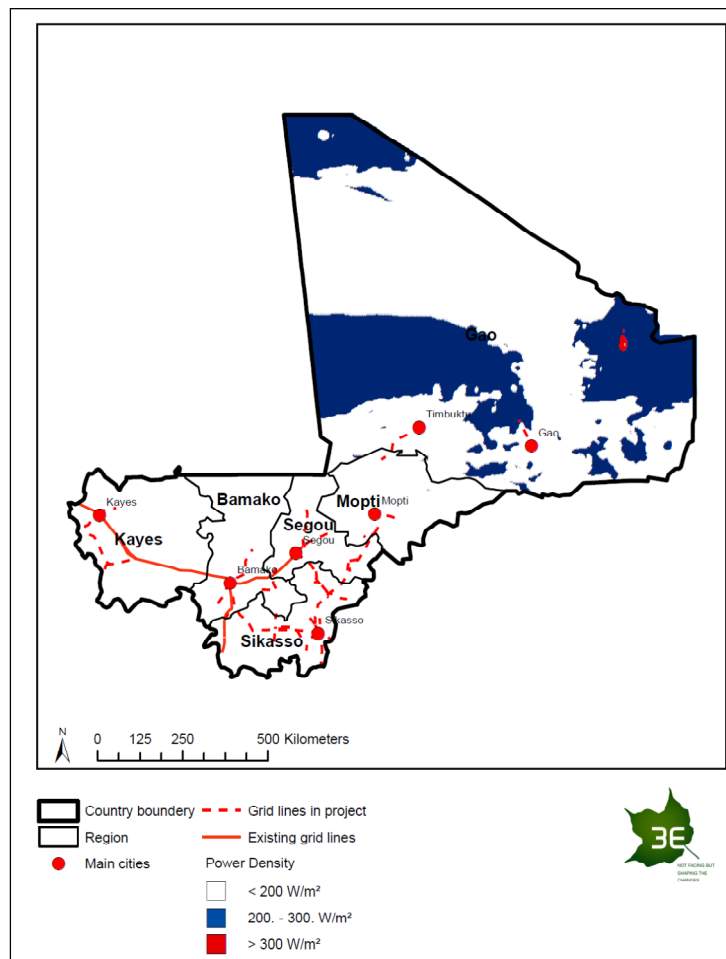 Gao
Timbuktu
Gao
Kayes
Bamako
Mopti
Mopti
Segou
Kayes
Segou
Bamako
Sikasso
Sikasso
N
0 125 250 500 Kilometers
Country boundery
Grid lines in project
Region
Existing grid lines
Main cities
Power Density
< 200 W/m²
200. - 300. W/m²
> 300 W/m²
3E
NOT FACING BUT
SHAPING THE